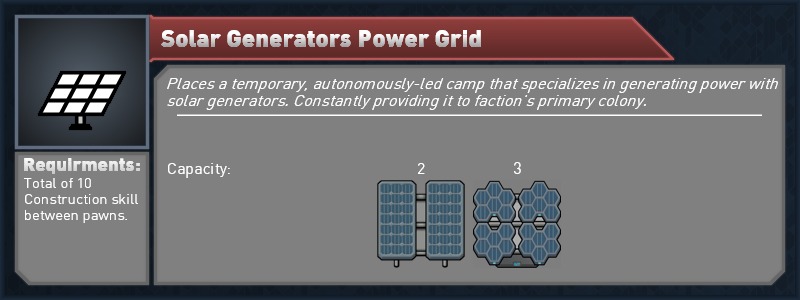 Solar Generators Power Grid
Places a temporary, autonomously-led camp that specializes in generating power with
solar generators. Constantly providing it to faction's primary colony.
Requirments:
Total of 10
Construction skill
between pawns.
Capacity:
2
3